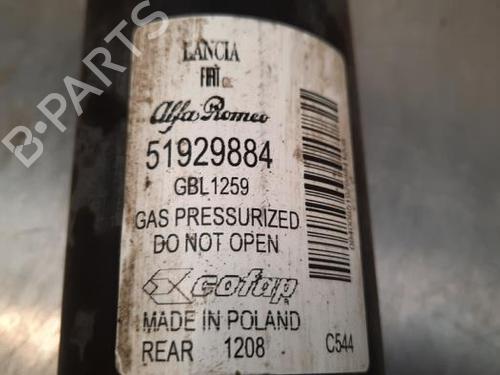 LANCIA
FIAT
Alfa Romeo
51929884
GBL1259
GAS PRESSURIZED
DO NOT OPEN
cofap
MADE IN POLAND
REAR 1208 C544
B-Parts